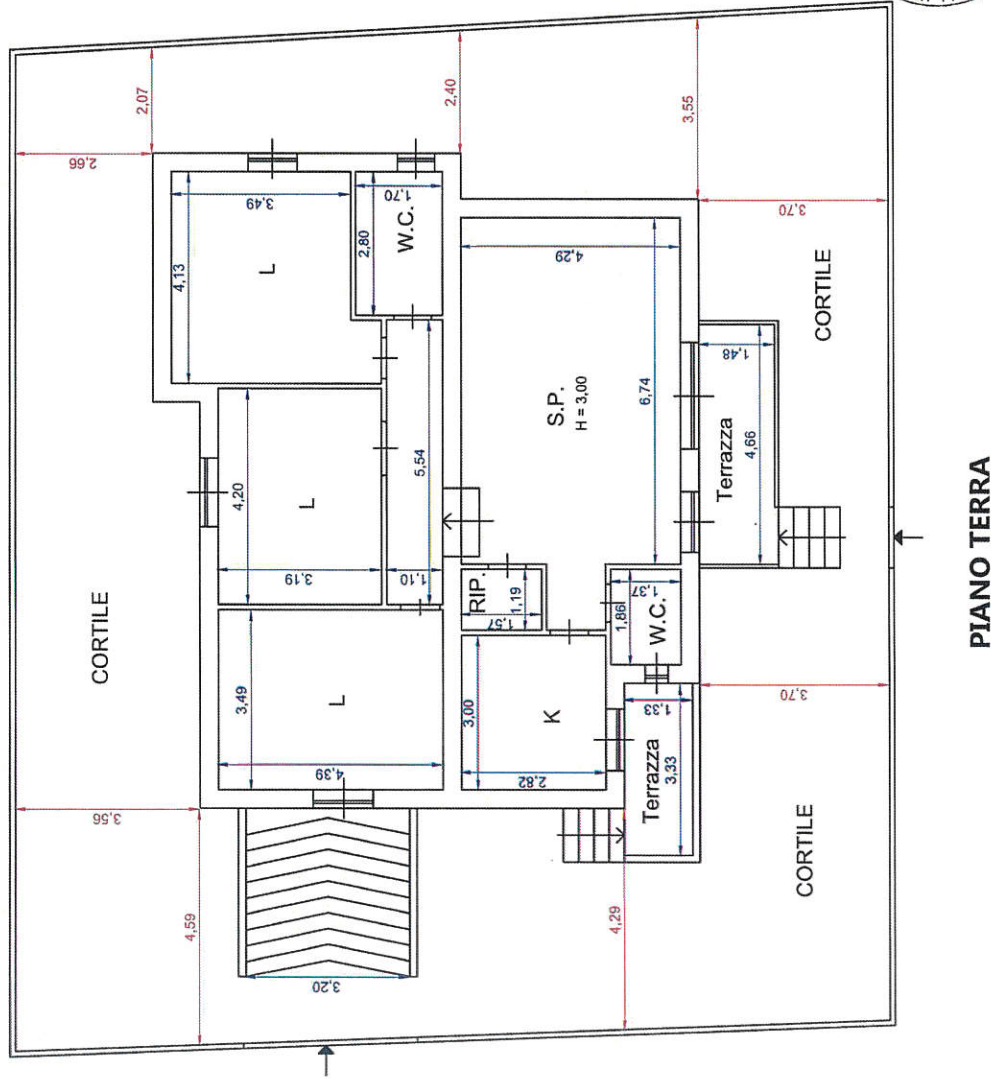 CORTILE
2,66
2,07
3,56
4,59
4,13
3,49
L
2,80
1,70
W.C.
2,40
4,20
3,19
L
5,54
1,10
3,49
4,39
L
3,20
S.P.
H = 3,00
4,29
6,74
RIP.
1,19
1,57
3,00
2,82
K
1,86
1,37
W.C.
3,55
3,70
CORTILE
Terrazza
1,48
4,66
Terrazza
1,33
3,33
4,29
3,70
CORTILE
PIANO TERRA